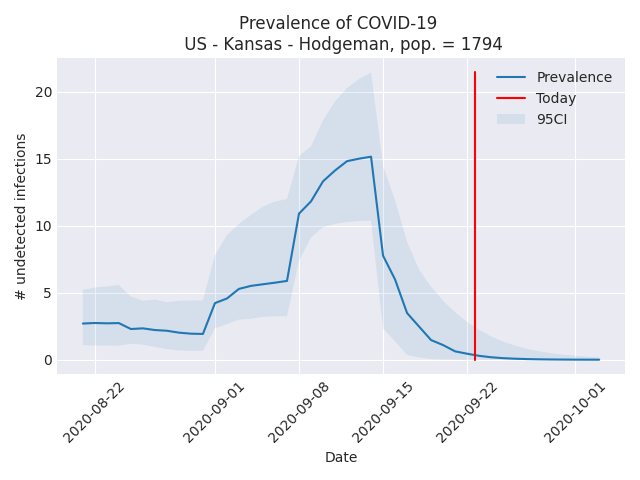 Prevalence of COVID-19
US - Kansas - Hodgeman, pop. = 1794
Prevalence
Today
95CI
# undetected infections
20
15
10
5
0
2020-08-22
2020-09-01
2020-09-08
2020-09-15
2020-09-22
2020-10-01
Date